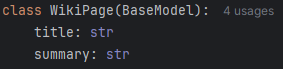 class WikiPage(BaseModel): 4 usages
    title: str
    summary: str